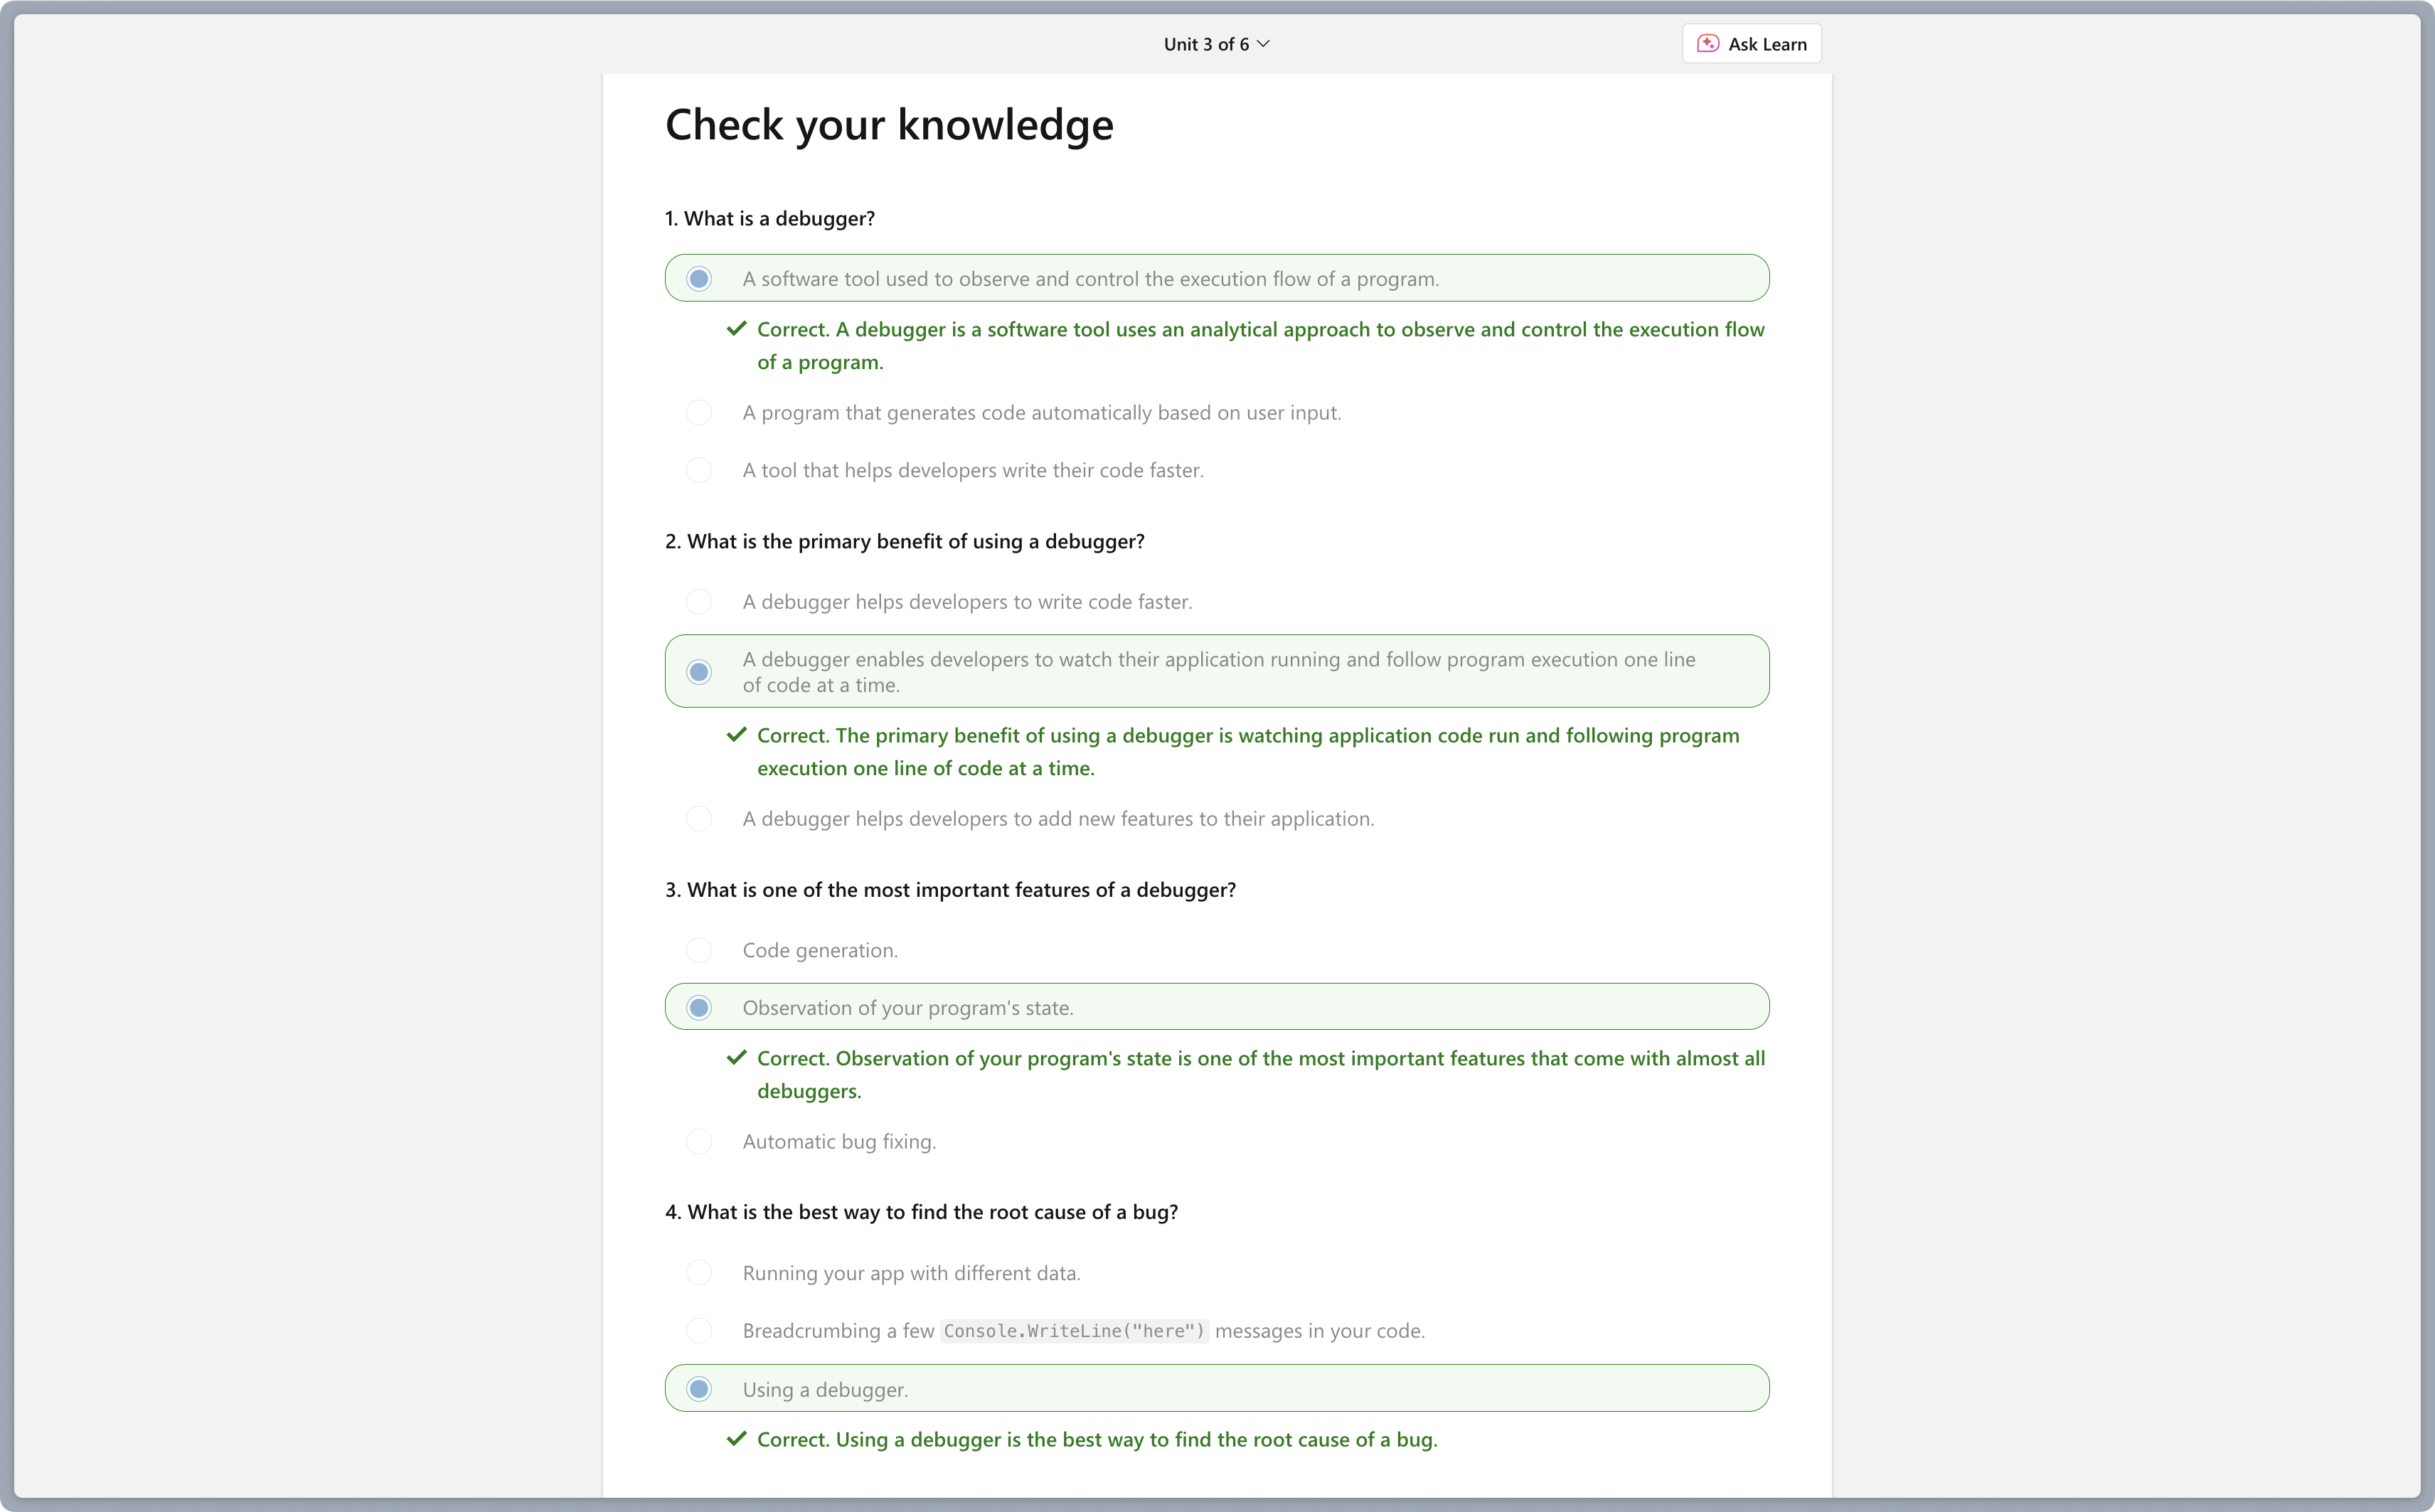 Unit 3 of 6
Ask Learn
Check your knowledge
1. What is a debugger?
A software tool used to observe and control the execution flow of a program.
Correct. A debugger is a software tool uses an analytical approach to observe and control the execution flow
of a program.
A program that generates code automatically based on user input.
A tool that helps developers write their code faster.
2. What is the primary benefit of using a debugger?
A debugger helps developers to write code faster.
A debugger enables developers to watch their application running and follow program execution one line
of code at a time.
Correct. The primary benefit of using a debugger is watching application code run and following program
execution one line of code at a time.
A debugger helps developers to add new features to their application.
3. What is one of the most important features of a debugger?
Code generation.
Observation of your program's state.
Correct. Observation of your program's state is one of the most important features that come with almost all
debuggers.
Automatic bug fixing.
4. What is the best way to find the root cause of a bug?
Running your app with different data.
Breadcrumbing a few Console.WriteLine("here") messages in your code.
Using a debugger.
Correct. Using a debugger is the best way to find the root cause of a bug.